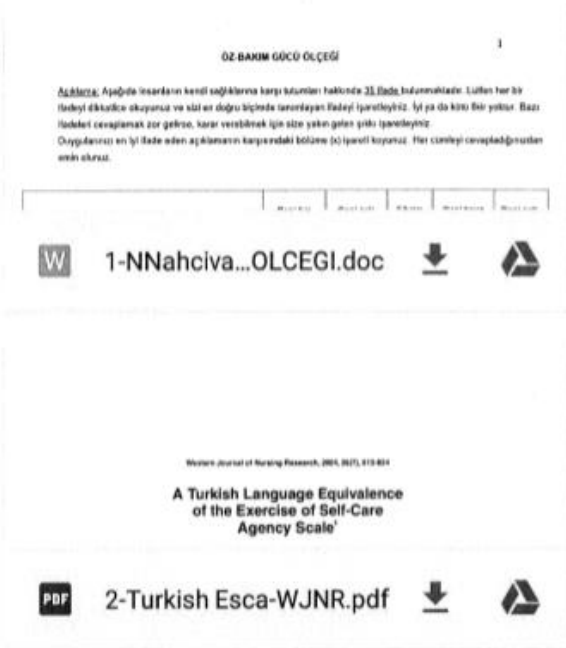 1
ÖZ-BAKIM GÜCÜ ÖLÇEĞİ
Açıklama: Aşağıda insanların kendi sağlıklarına karşı tutumları hakkında 35 ifade bulunmaktadır. Lütfen her bir
ifadeyi dikkatlice okuyunuz ve sizi en doğru biçimde tanımlayan ifadeyi işaretleyiniz. İyi ya da kötü fikir yoktur. Bazı
ifadeleri cevaplamak zor gelirse, karar verebilmek için size yakın gelen şıkkı işaretleyiniz.
Duygularınızı en iyi ifade eden açıklamanın karşısındaki bölüme (x) işareti koyunuz. Her cümleyi cevapladığınızdan
emin olunuz.
W 1-NNahciva...OLCEGI.doc
Western Journal of Nursing Research, 2004, 26(7), 813-824
A Turkish Language Equivalence
of the Exercise of Self-Care
Agency Scale¹
PDF 2-Turkish Esca-WJNR.pdf